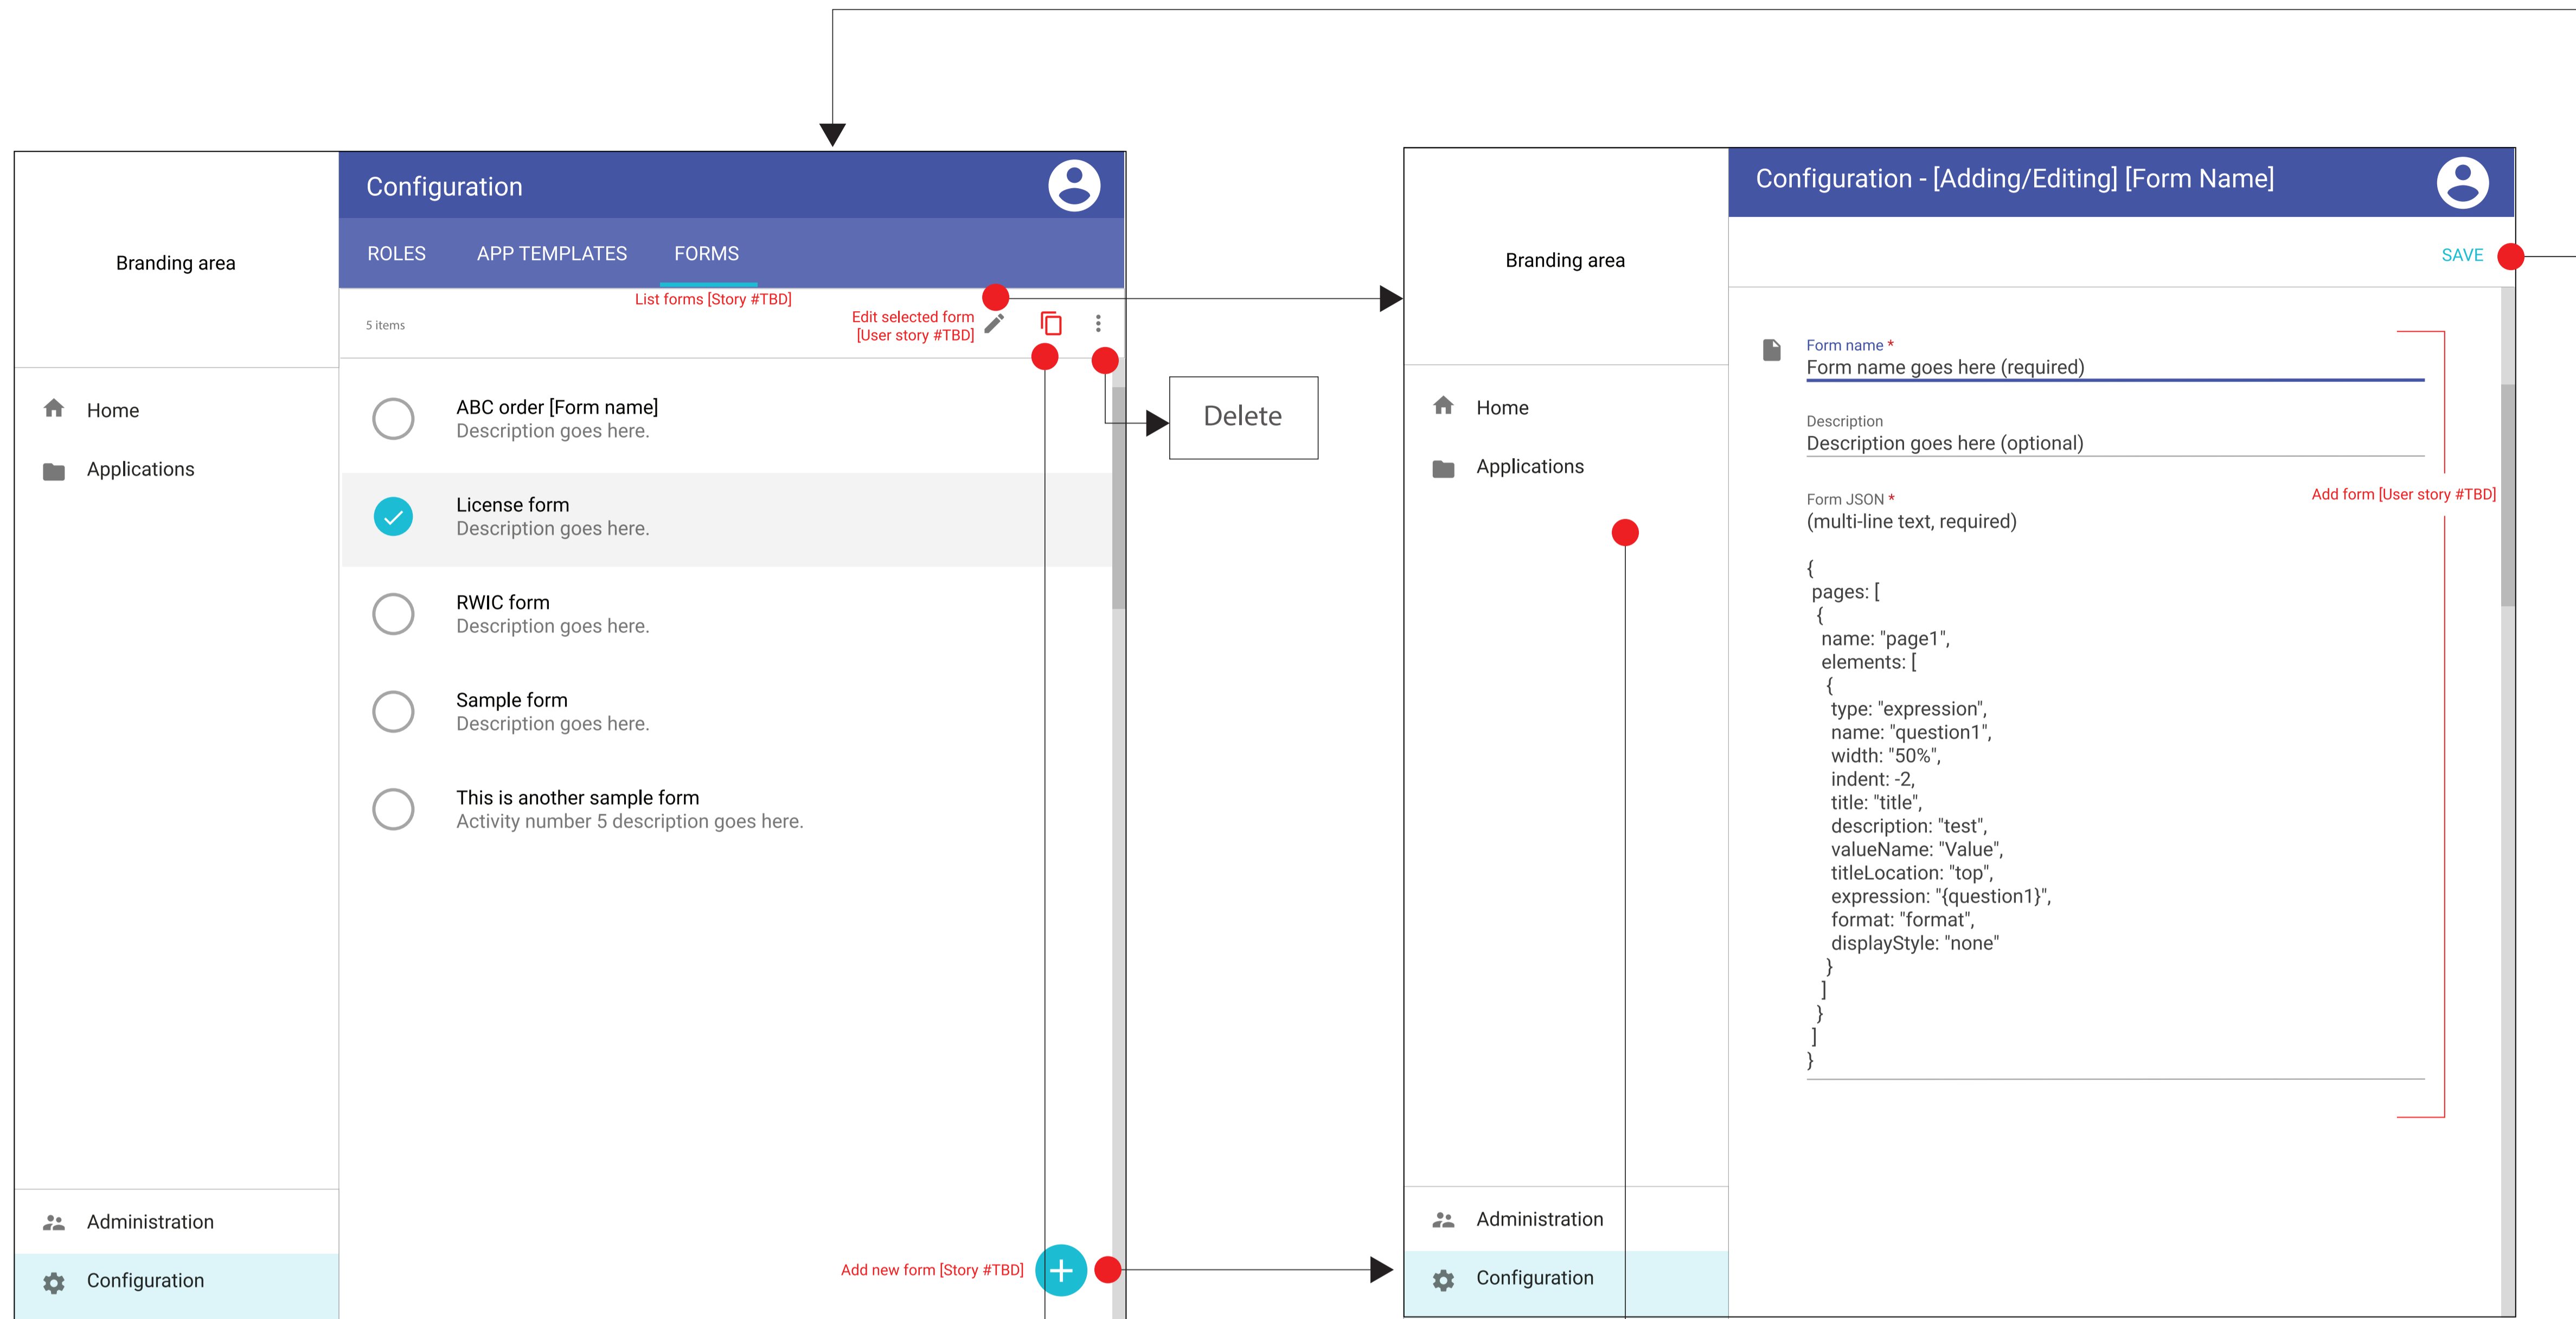 Branding area
Home
Applications
Administration
Configuration
Configuration
ROLES
APP TEMPLATES
FORMS
List forms [Story #TBD]
5 items
Edit selected form
[User story #TBD]
ABC order [Form name]
Description goes here.
License form
Description goes here.
RWIC form
Description goes here.
Sample form
Description goes here.
This is another sample form
Activity number 5 description goes here.
Add new form [Story #TBD]
Delete
Branding area
Home
Applications
Administration
Configuration
Configuration - [Adding/Editing] [Form Name]
SAVE
Form name *
Form name goes here (required)
Description
Description goes here (optional)
Form JSON *
(multi-line text, required)
Add form [User story #TBD]
{
pages: [
{
name: "page1",
elements: [
{
type: "expression",
name: "question1",
width: "50%",
indent: -2,
title: "title",
description: "test",
valueName: "Value",
titleLocation: "top",
expression: "{question1}",
format: "format",
displayStyle: "none"
}
]
}
]
}